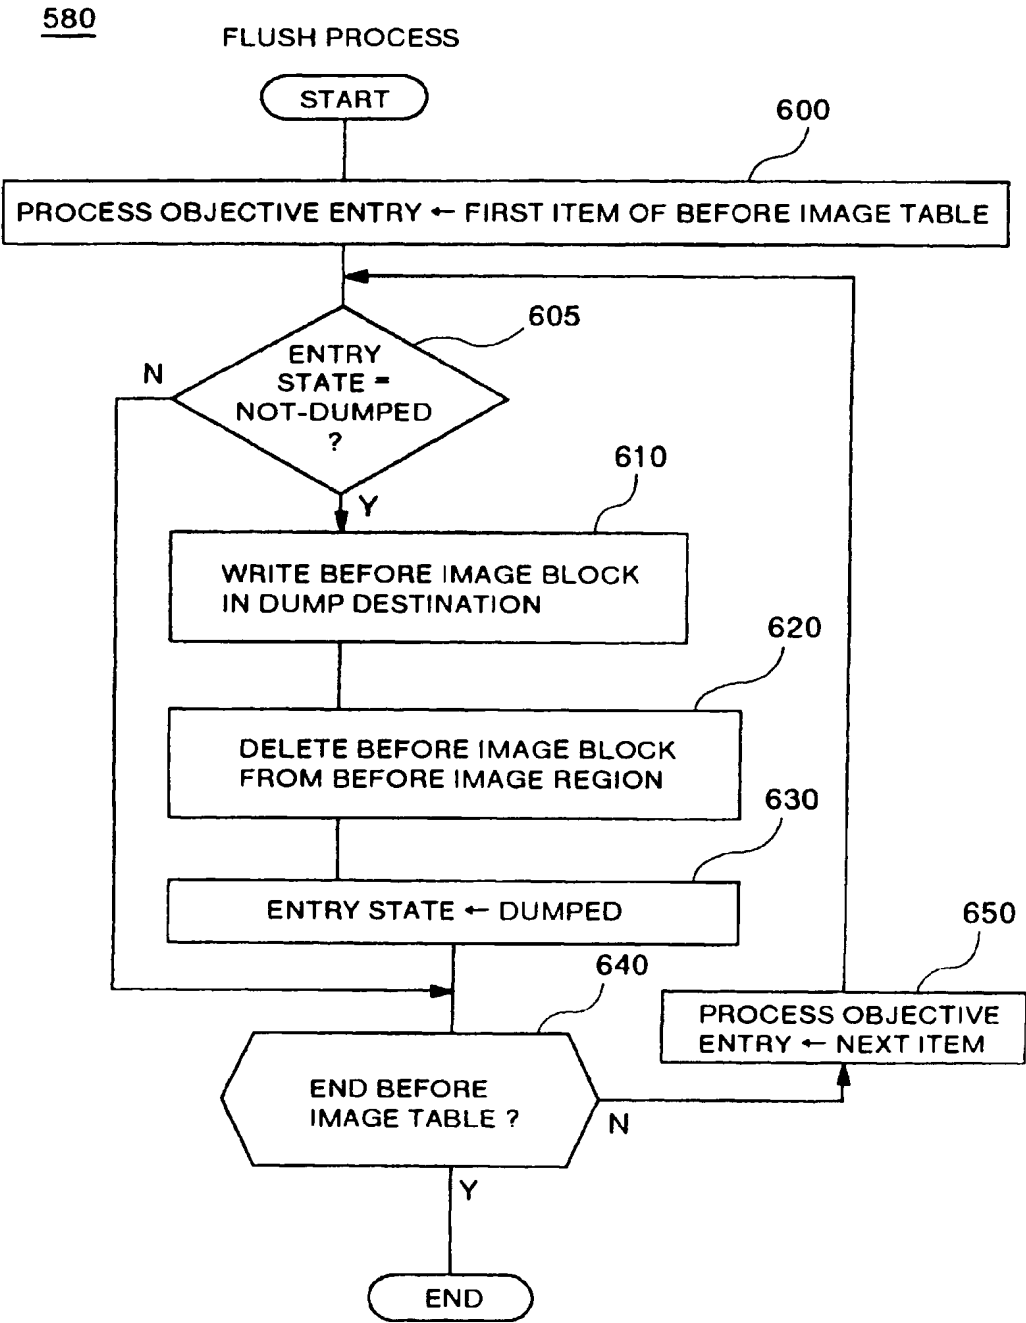 580
FLUSH PROCESS
START
600
PROCESS OBJECTIVE ENTRY ← FIRST ITEM OF BEFORE IMAGE TABLE
605
ENTRY
STATE =
NOT-DUMPED
?
N
Y
610
WRITE BEFORE IMAGE BLOCK
IN DUMP DESTINATION
620
DELETE BEFORE IMAGE BLOCK
FROM BEFORE IMAGE REGION
630
ENTRY STATE ← DUMPED
640
650
PROCESS OBJECTIVE
ENTRY ← NEXT ITEM
END BEFORE
IMAGE TABLE ?
N
Y
END